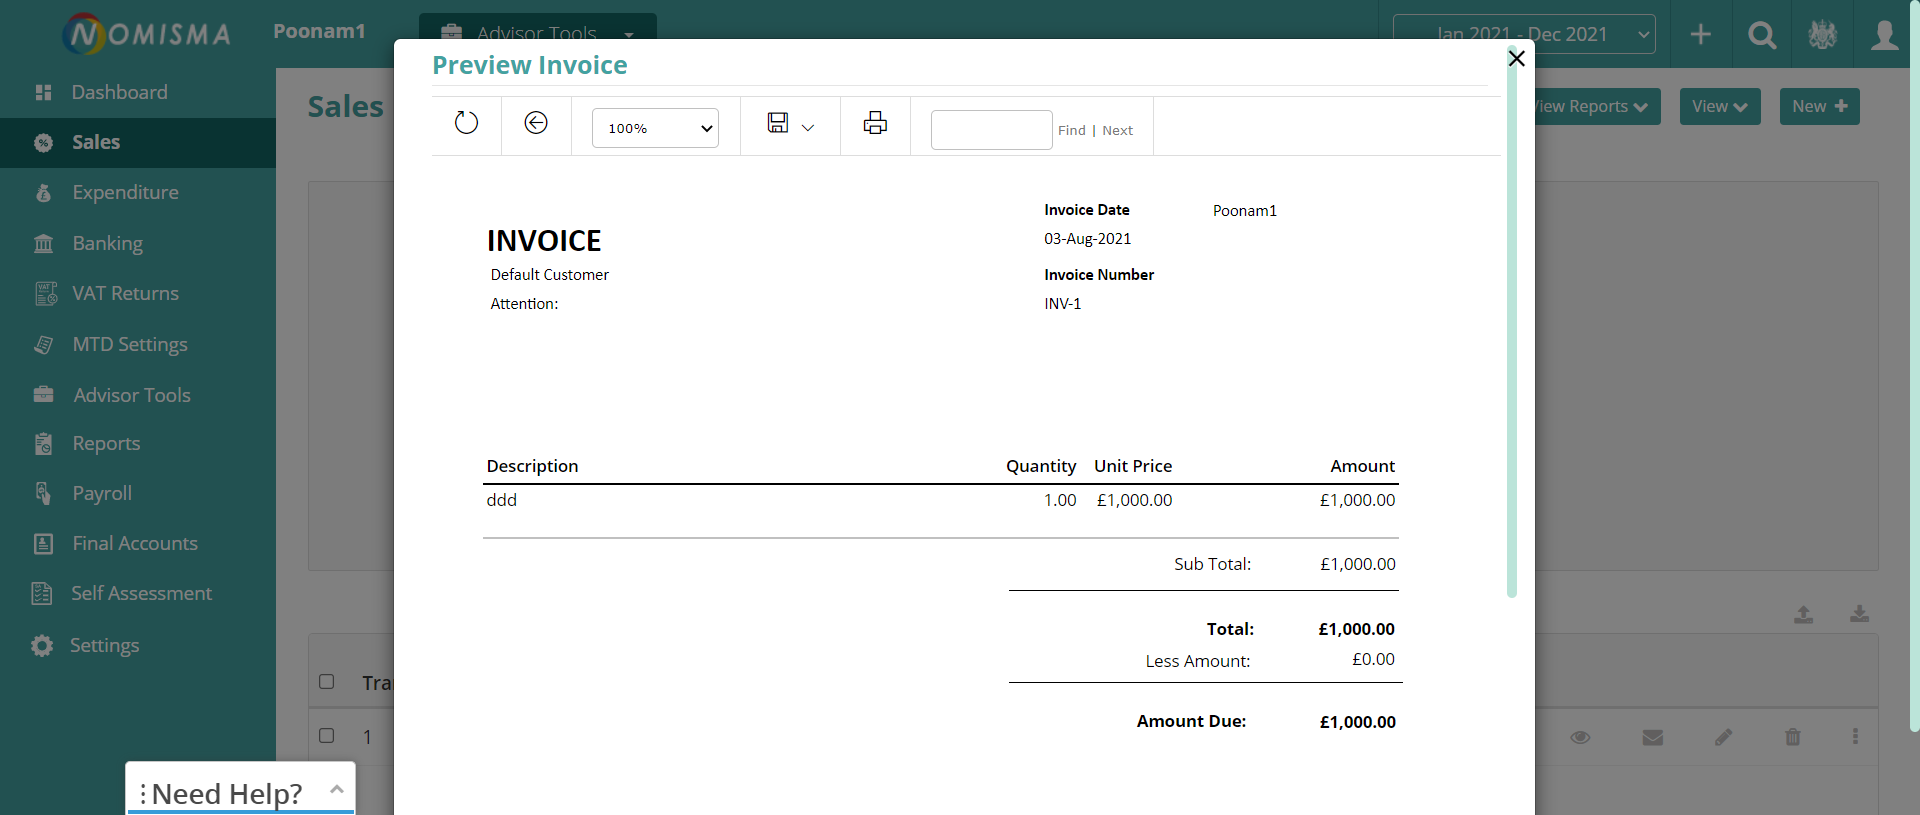 NOMISMA
Poonam1
Advisor Tools
Jan 2021 - Dec 2021
Dashboard
Sales
Expenditure
Banking
VAT Returns
MTD Settings
Advisor Tools
Reports
Payroll
Final Accounts
Self Assessment
Settings
Sales
View Reports
View
New +
Tra
1
Preview Invoice
100%
Find | Next
INVOICE
Default Customer
Attention:
Invoice Date
03-Aug-2021
Invoice Number
INV-1
Poonam1
Description Quantity Unit Price Amount
ddd 1.00 £1,000.00 £1,000.00
Sub Total: £1,000.00
Total: £1,000.00
Less Amount: £0.00
Amount Due: £1,000.00
Need Help?